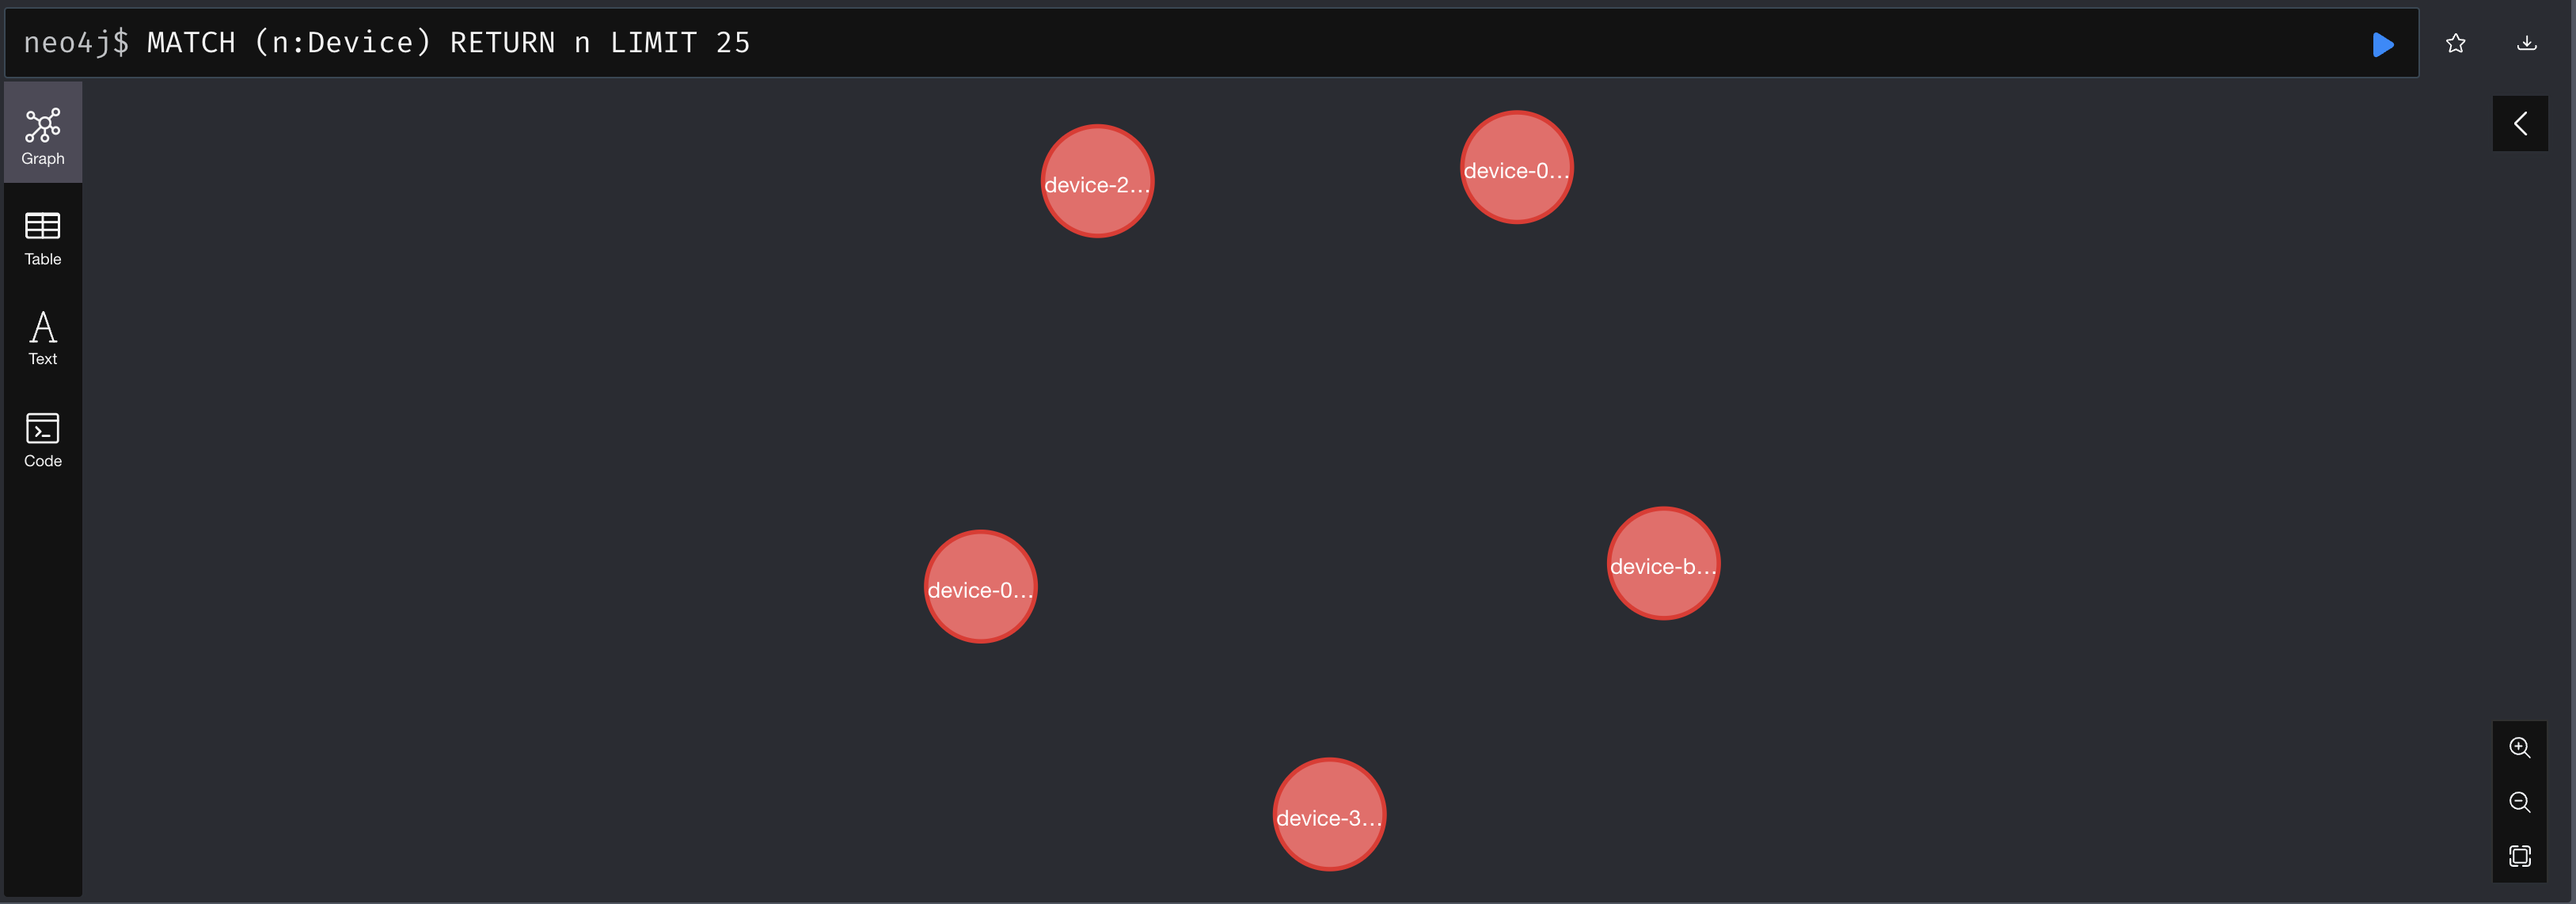 neo4j$ MATCH (n:Device) RETURN n LIMIT 25
Graph
Table
Text
Code
device-2...
device-0...
device-0...
device-b...
device-3...